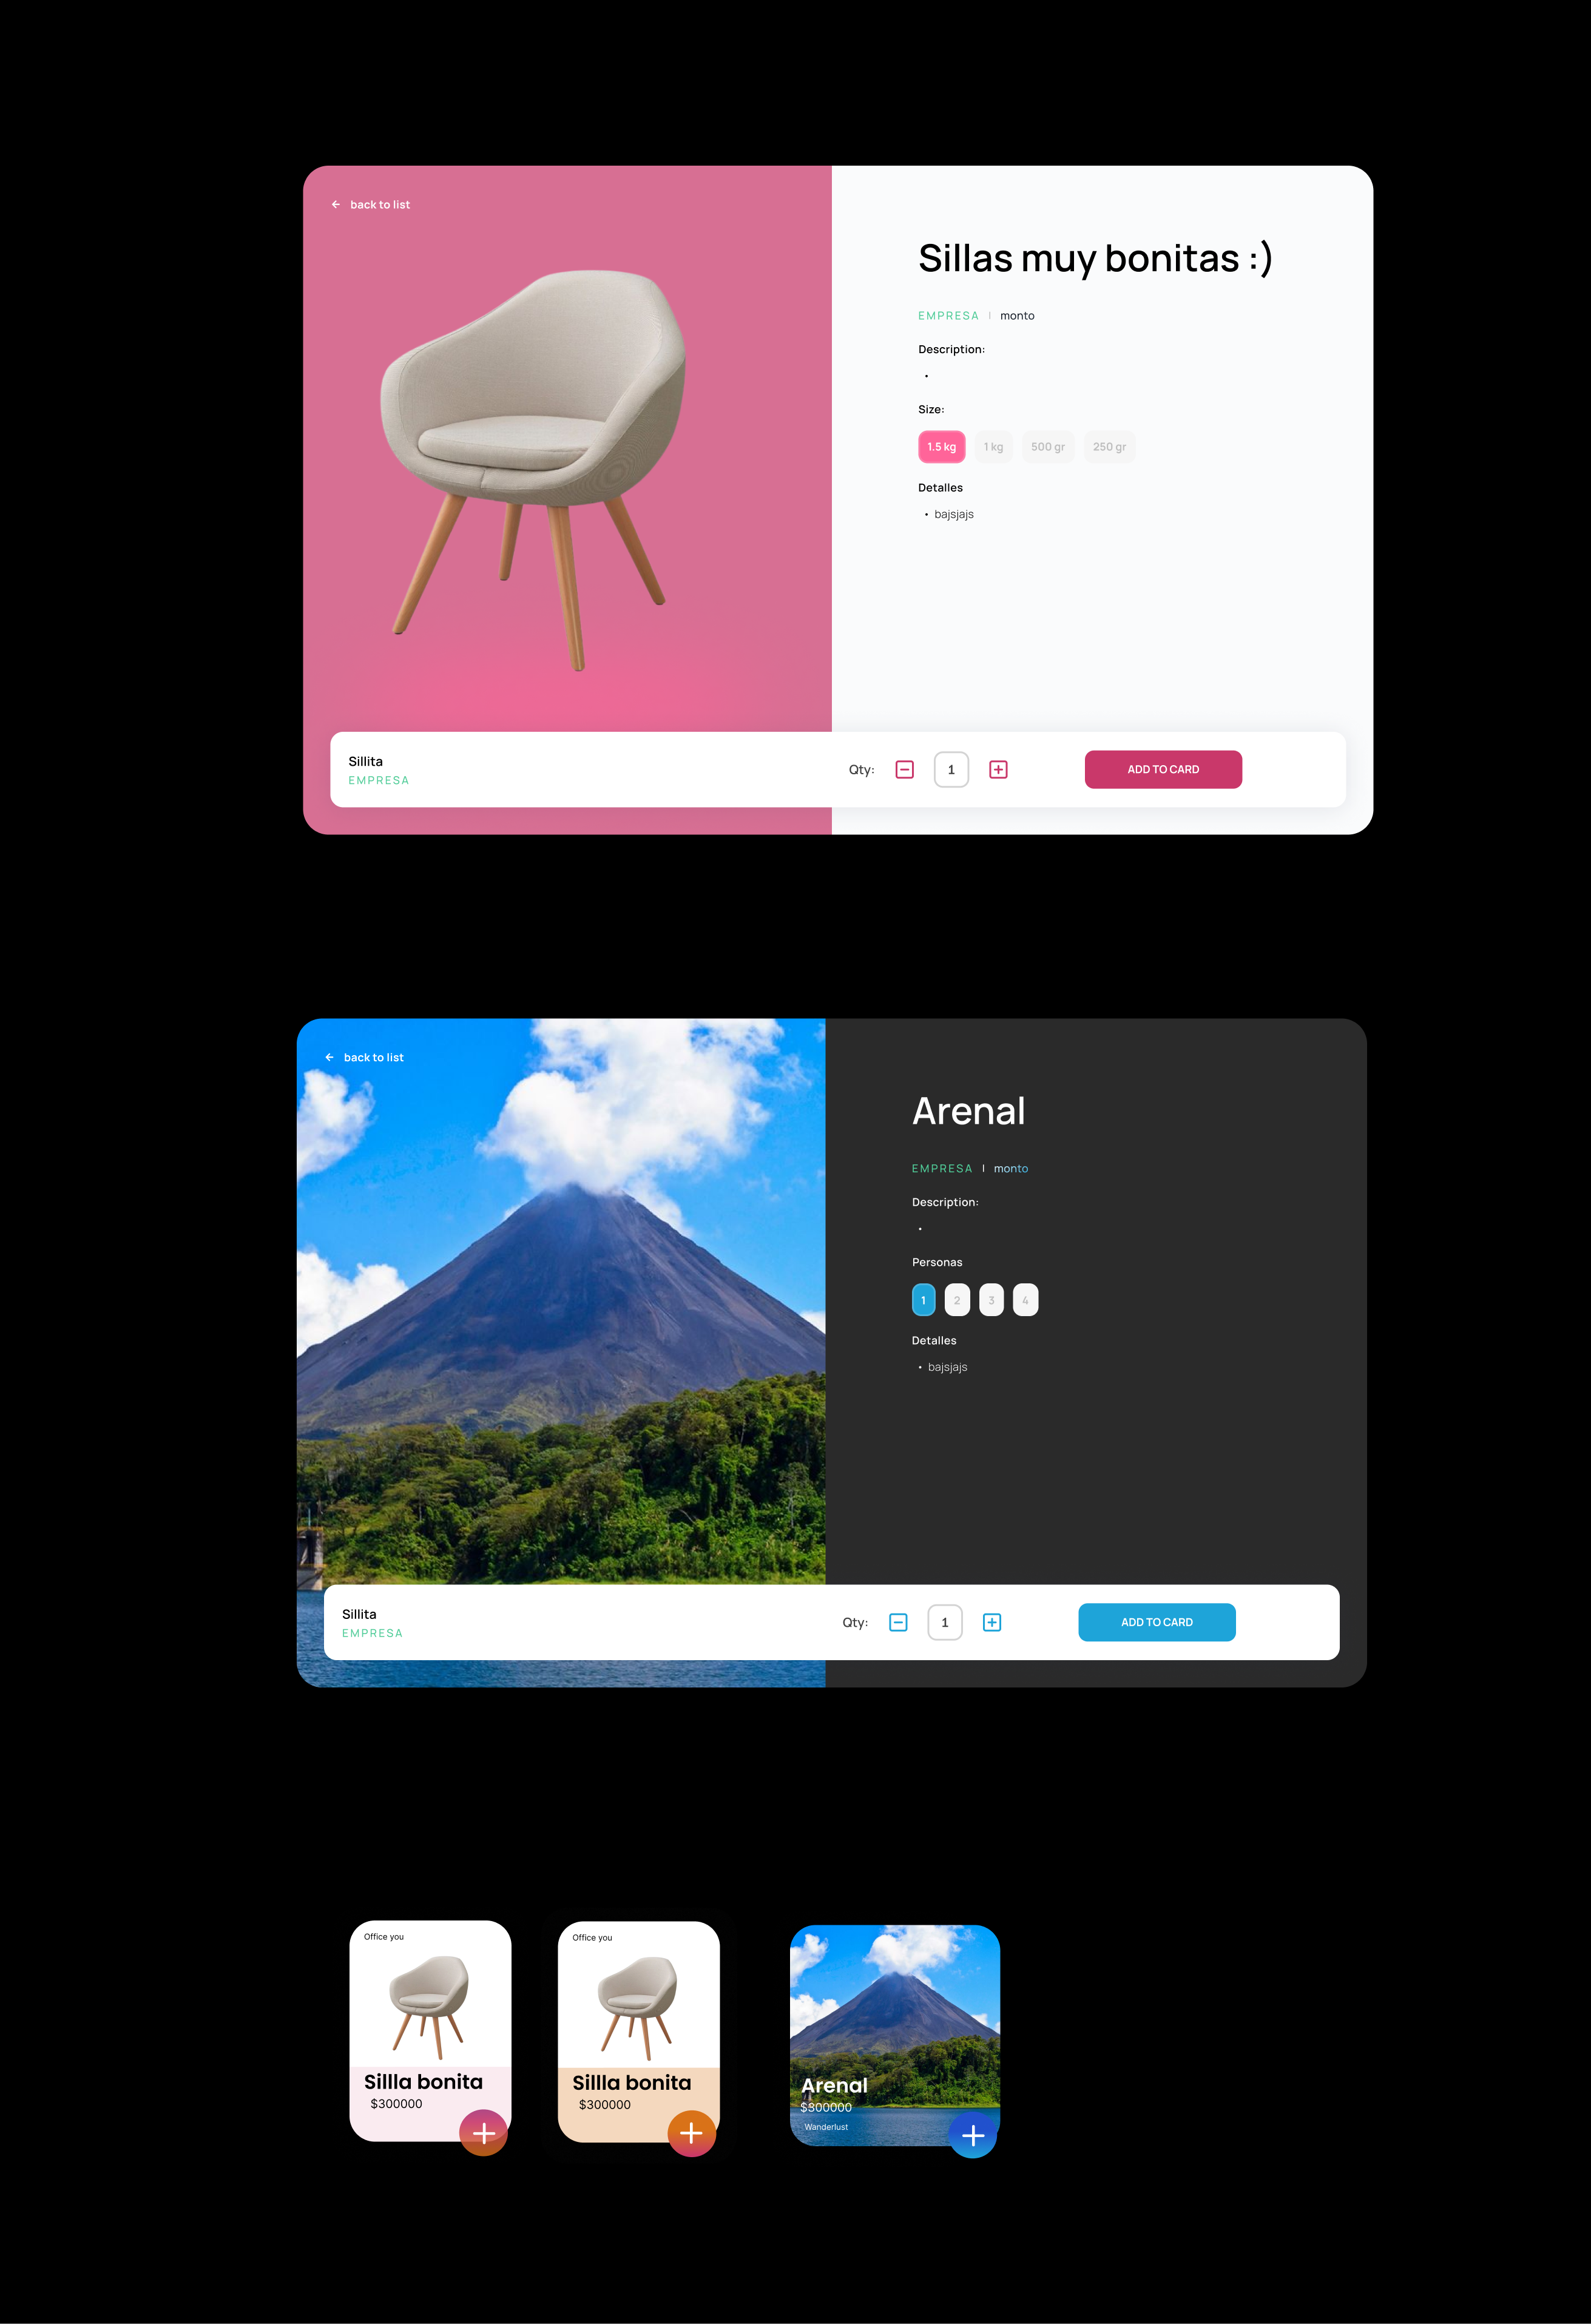 ← back to list
Sillas muy bonitas :)
EMPRESA | monto
Description:
•
Size:
1.5 kg 1 kg 500 gr 250 gr
Detalles
• bajsjajs
Sillita
EMPRESA
Qty: 1 ADD TO CARD
← back to list
Arenal
EMPRESA | monto
Description:
•
Personas
1 2 3 4
Detalles
• bajsjajs
Sillita
EMPRESA
Qty: 1 ADD TO CARD
Office you
Sillla bonita
$300000
Office you
Sillla bonita
$300000
Arenal
$300000
Wanderlust